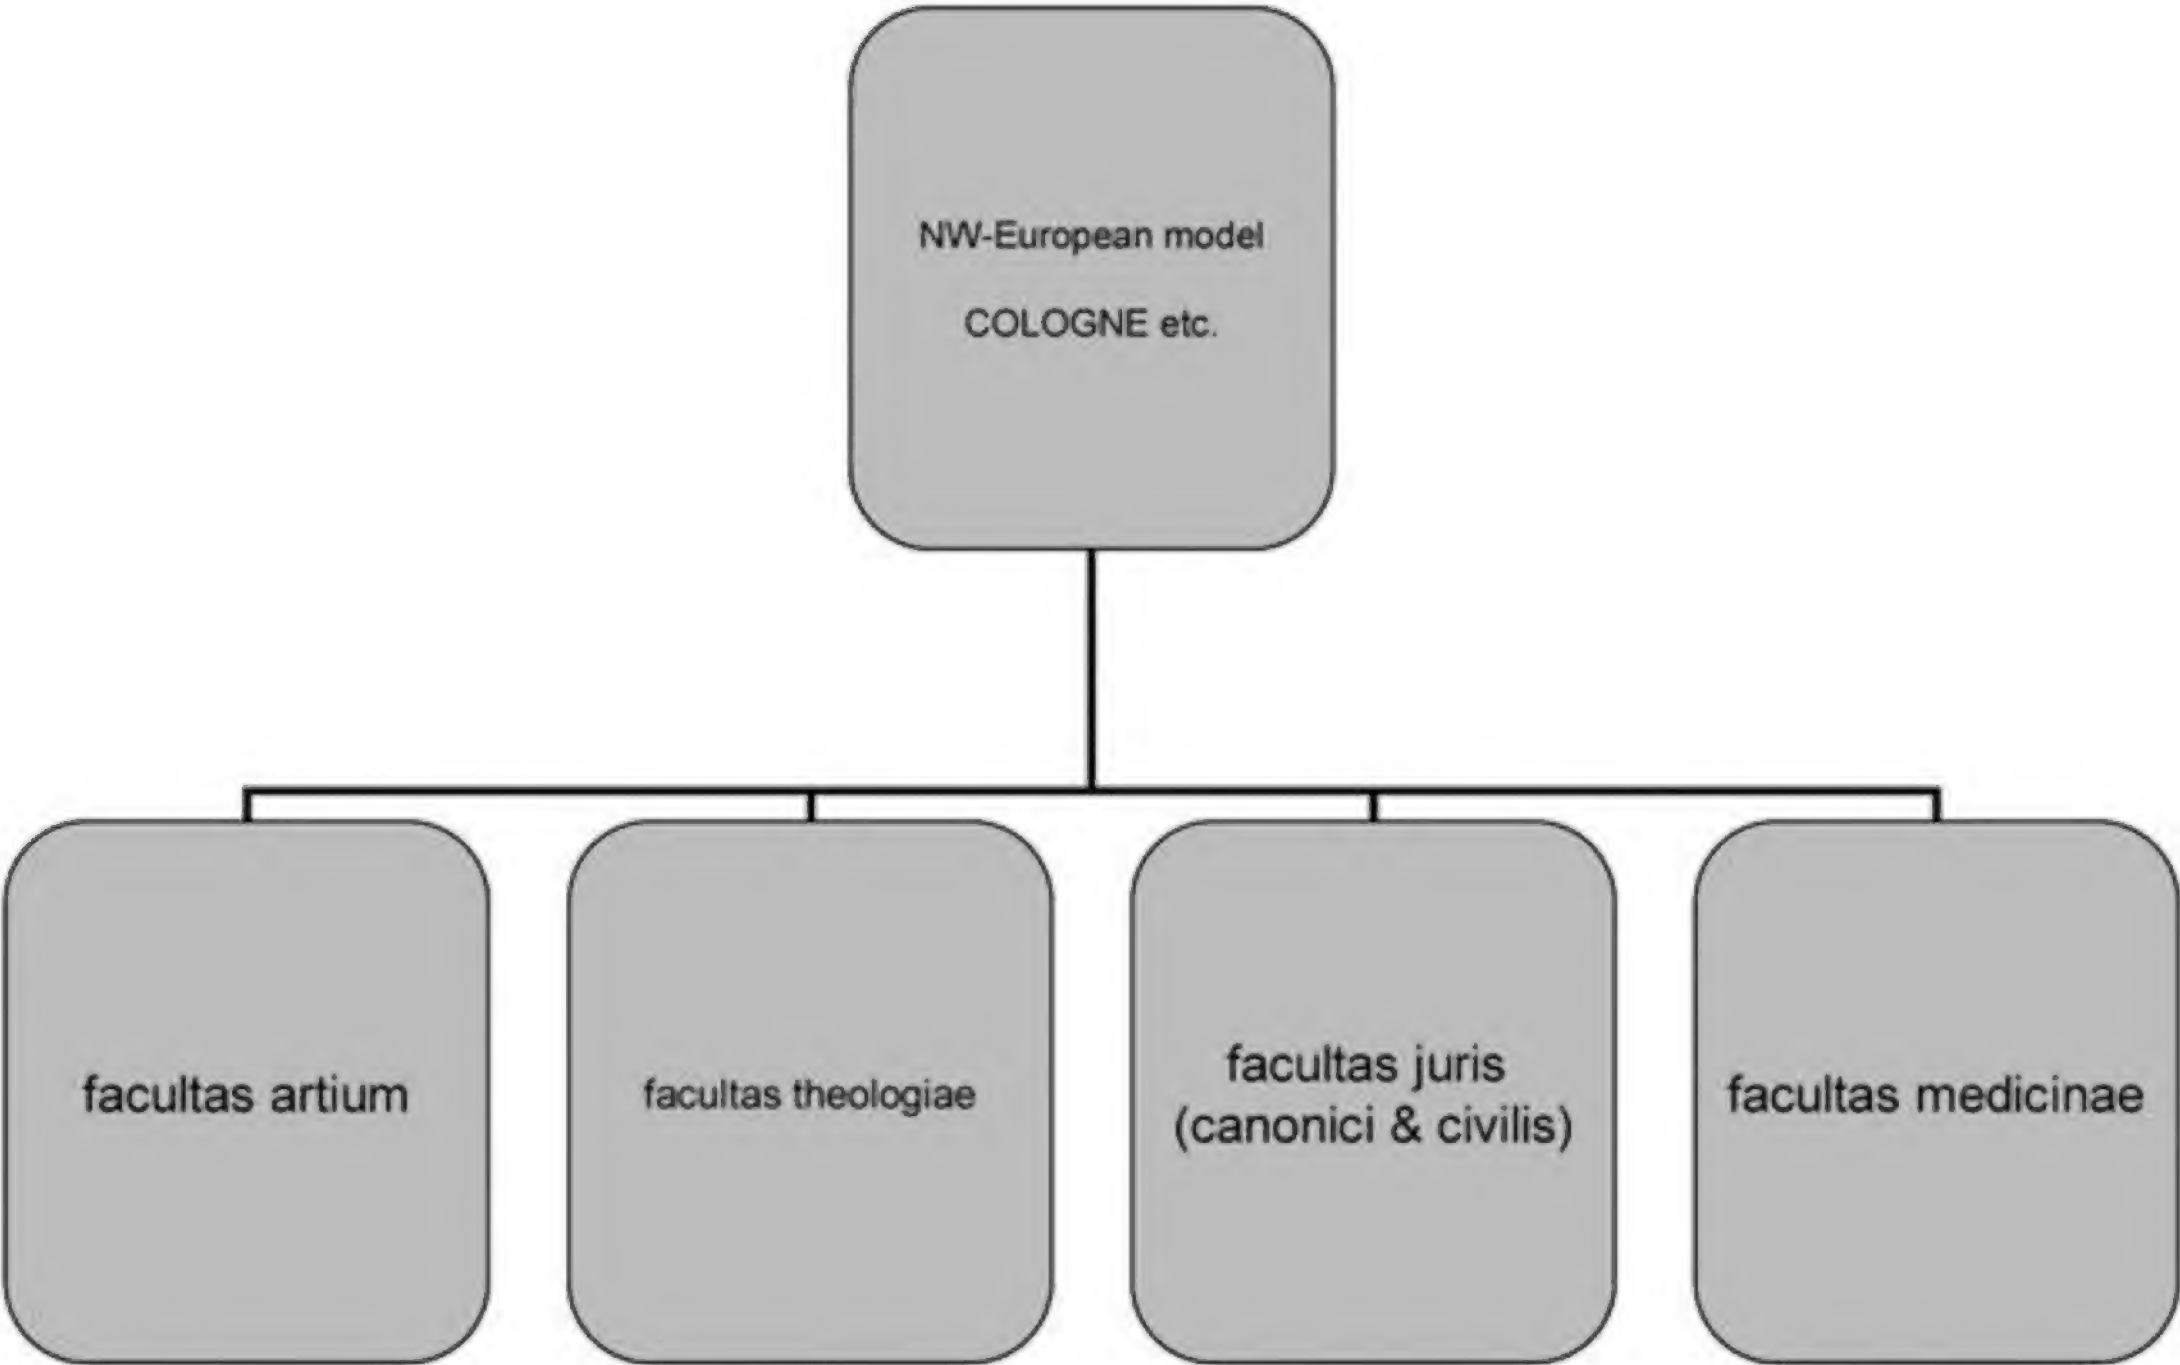 NW-European model
COLOGNE etc.
facultas artium
facultas theologiae
facultas juris
(canonici & civilis)
facultas medicinae